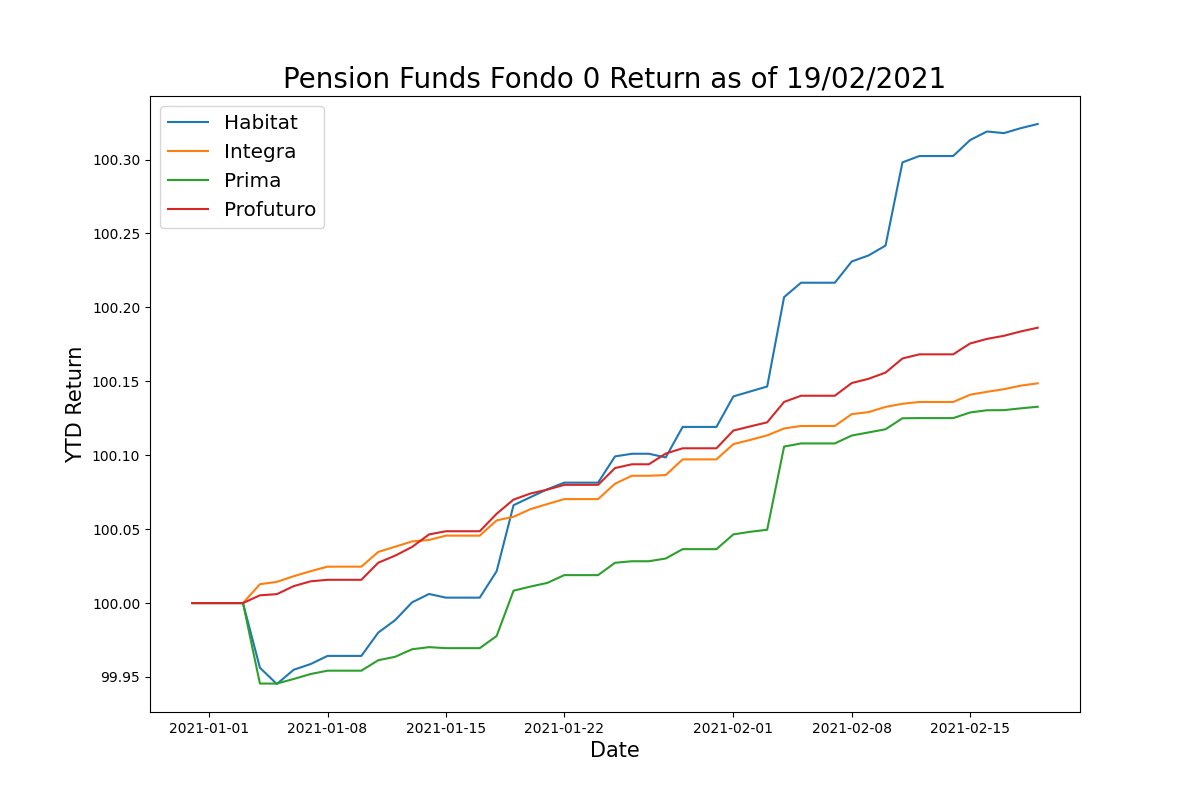 Pension Funds Fondo 0 Return as of 19/02/2021
Habitat
Integra
Prima
Profuturo
YTD Return
100.30
100.25
100.20
100.15
100.10
100.05
100.00
99.95
2021-01-01 2021-01-08 2021-01-15 2021-01-22 2021-02-01 2021-02-08 2021-02-15
Date